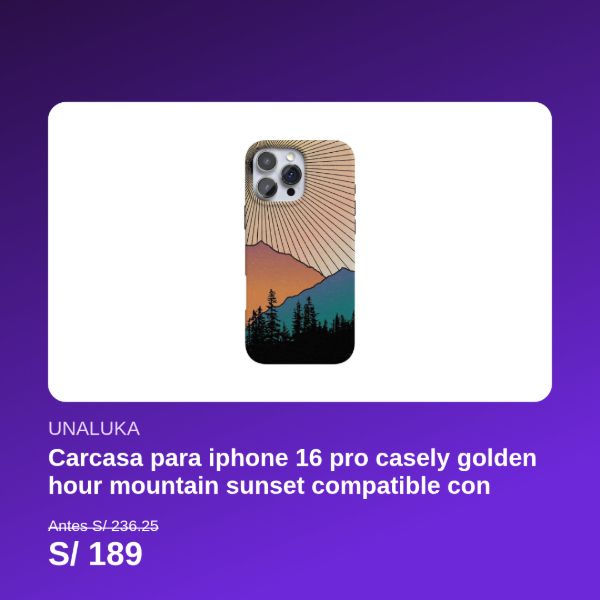 UNALUKA
Carcasa para iphone 16 pro casely golden
hour mountain sunset compatible con
Antes S/ 236.25
S/ 189